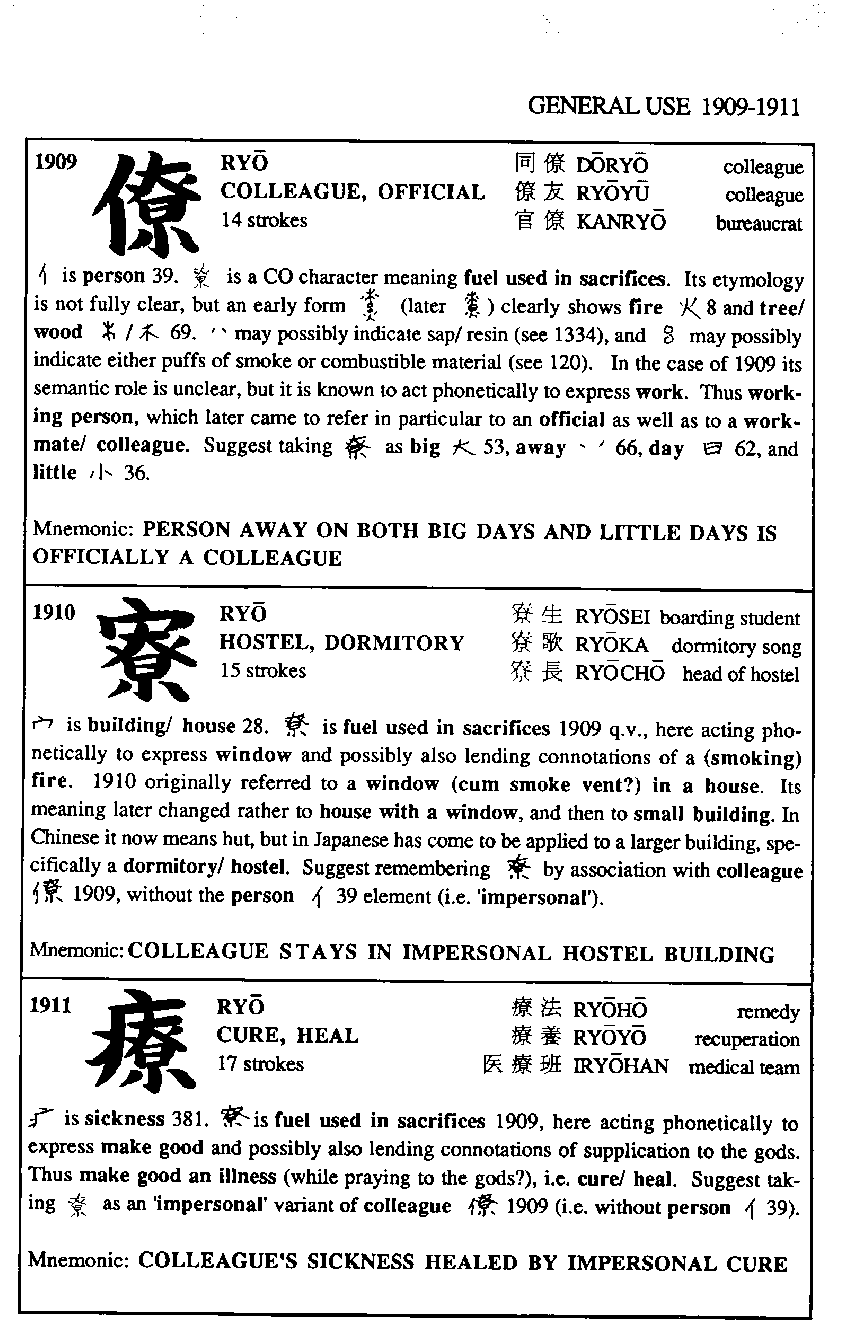 GENERAL USE 1909-1911
1909 僚 RYŌ 同僚 DŌRYŌ colleague
COLLEAGUE, OFFICIAL 僚友 RYŌYŪ colleague
14 strokes 官僚 KANRYŌ bureaucrat
亻 is person 39. 尞 is a CO character meaning fuel used in sacrifices. Its etymology
is not fully clear, but an early form (later ) clearly shows fire 火 8 and tree/
wood / 木 69. may possibly indicate sap/ resin (see 1334), and may possibly
indicate either puffs of smoke or combustible material (see 120). In the case of 1909 its
semantic role is unclear, but it is known to act phonetically to express work. Thus work-
ing person, which later came to refer in particular to an official as well as to a work-
mate/ colleague. Suggest taking 尞 as big 大 53, away 丷 66, day 日 62, and
little 小 36.
Mnemonic: PERSON AWAY ON BOTH BIG DAYS AND LITTLE DAYS IS
OFFICIALLY A COLLEAGUE
1910 寮 RYŌ 寮生 RYŌSEI boarding student
HOSTEL, DORMITORY 寮歌 RYŌKA dormitory song
15 strokes 寮長 RYŌCHŌ head of hostel
宀 is building/ house 28. 尞 is fuel used in sacrifices 1909 q.v., here acting pho-
netically to express window and possibly also lending connotations of a (smoking)
fire. 1910 originally referred to a window (cum smoke vent?) in a house. Its
meaning later changed rather to house with a window, and then to small building. In
Chinese it now means hut, but in Japanese has come to be applied to a larger building, spe-
cifically a dormitory/ hostel. Suggest remembering 尞 by association with colleague
僚 1909, without the person 亻 39 element (i.e. 'impersonal').
Mnemonic: COLLEAGUE STAYS IN IMPERSONAL HOSTEL BUILDING
1911 療 RYŌ 療法 RYŌHŌ remedy
CURE, HEAL 療養 RYŌYŌ recuperation
17 strokes 医療班 IRYŌHAN medical team
疒 is sickness 381. 尞 is fuel used in sacrifices 1909, here acting phonetically to
express make good and possibly also lending connotations of supplication to the gods.
Thus make good an illness (while praying to the gods?), i.e. cure/ heal. Suggest tak-
ing 尞 as an 'impersonal' variant of colleague 僚 1909 (i.e. without person 亻 39).
Mnemonic: COLLEAGUE'S SICKNESS HEALED BY IMPERSONAL CURE